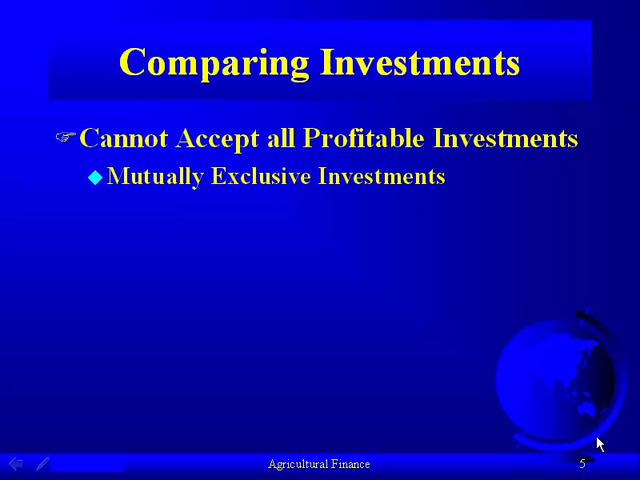 Comparing Investments
Cannot Accept all Profitable Investments
Mutually Exclusive Investments
Agricultural Finance
5